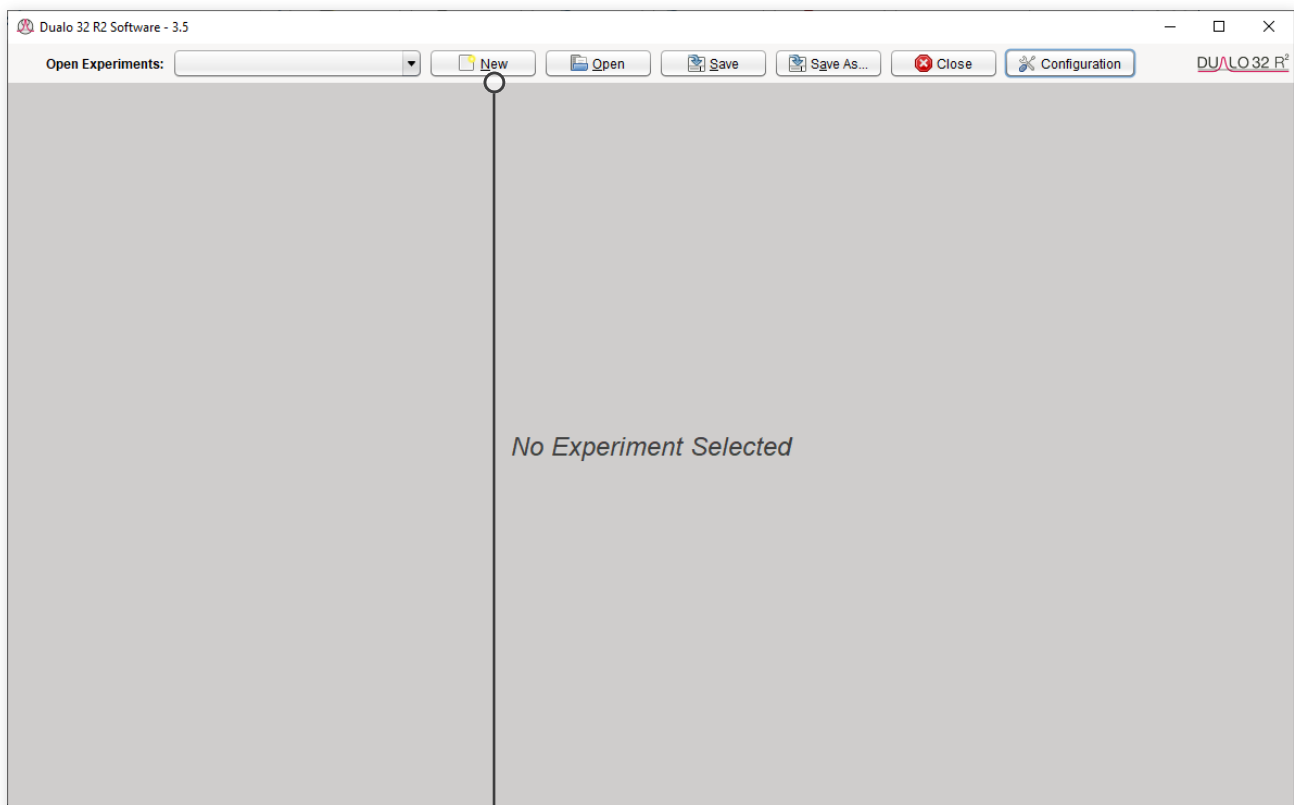 Dualo 32 R2 Software - 3.5
Open Experiments: New Open Save Save As... Close Configuration DUALO 32 R²
No Experiment Selected